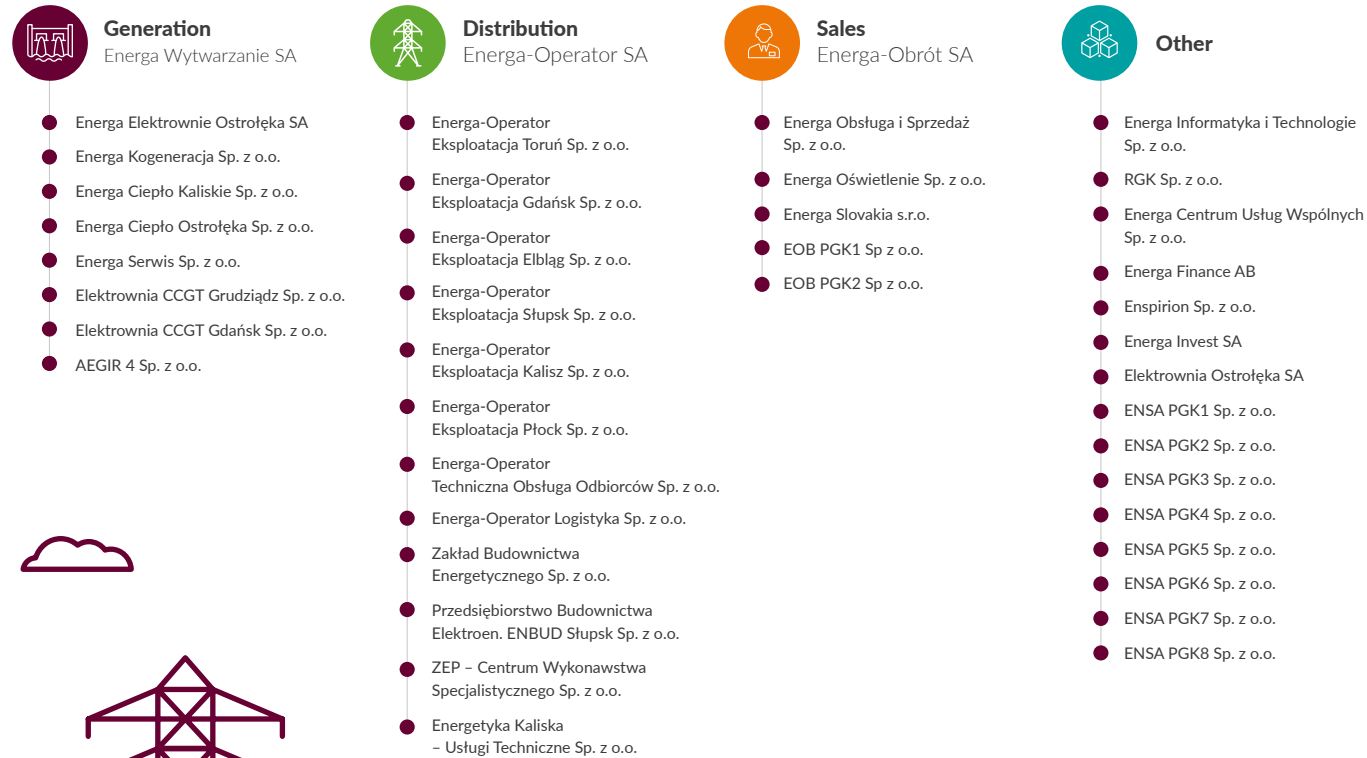 Generation
Energa Wytwarzanie SA
Energa Elektrownie Ostrołęka SA
Energa Kogeneracja Sp. z o.o.
Energa Ciepło Kaliskie Sp. z o.o.
Energa Ciepło Ostrołęka Sp. z o.o.
Energa Serwis Sp. z o.o.
Elektrownia CCGT Grudziądz Sp. z o.o.
Elektrownia CCGT Gdańsk Sp. z o.o.
AEGIR 4 Sp. z o.o.
Distribution
Energa-Operator SA
Energa-Operator
Eksploatacja Toruń Sp. z o.o.
Energa-Operator
Eksploatacja Gdańsk Sp. z o.o.
Energa-Operator
Eksploatacja Elbląg Sp. z o.o.
Energa-Operator
Eksploatacja Słupsk Sp. z o.o.
Energa-Operator
Eksploatacja Kalisz Sp. z o.o.
Energa-Operator
Eksploatacja Płock Sp. z o.o.
Energa-Operator
Techniczna Obsługa Odbiorców Sp. z o.o.
Energa-Operator Logistyka Sp. z o.o.
Zakład Budownictwa
Energetycznego Sp. z o.o.
Przedsiębiorstwo Budownictwa
Elektroen. ENBUD Słupsk Sp. z o.o.
ZEP – Centrum Wykonawstwa
Specjalistycznego Sp. z o.o.
Energetyka Kaliska
– Usługi Techniczne Sp. z o.o.
Sales
Energa-Obrót SA
Energa Obsługa i Sprzedaż
Sp. z o.o.
Energa Oświetlenie Sp. z o.o.
Energa Slovakia s.r.o.
EOB PGK1 Sp z o.o.
EOB PGK2 Sp z o.o.
Other
Energa Informatyka i Technologie
Sp. z o.o.
RGK Sp. z o.o.
Energa Centrum Usług Wspólnych
Sp. z o.o.
Energa Finance AB
Enspirion Sp. z o.o.
Energa Invest SA
Elektrownia Ostrołęka SA
ENSA PGK1 Sp. z o.o.
ENSA PGK2 Sp. z o.o.
ENSA PGK3 Sp. z o.o.
ENSA PGK4 Sp. z o.o.
ENSA PGK5 Sp. z o.o.
ENSA PGK6 Sp. z o.o.
ENSA PGK7 Sp. z o.o.
ENSA PGK8 Sp. z o.o.